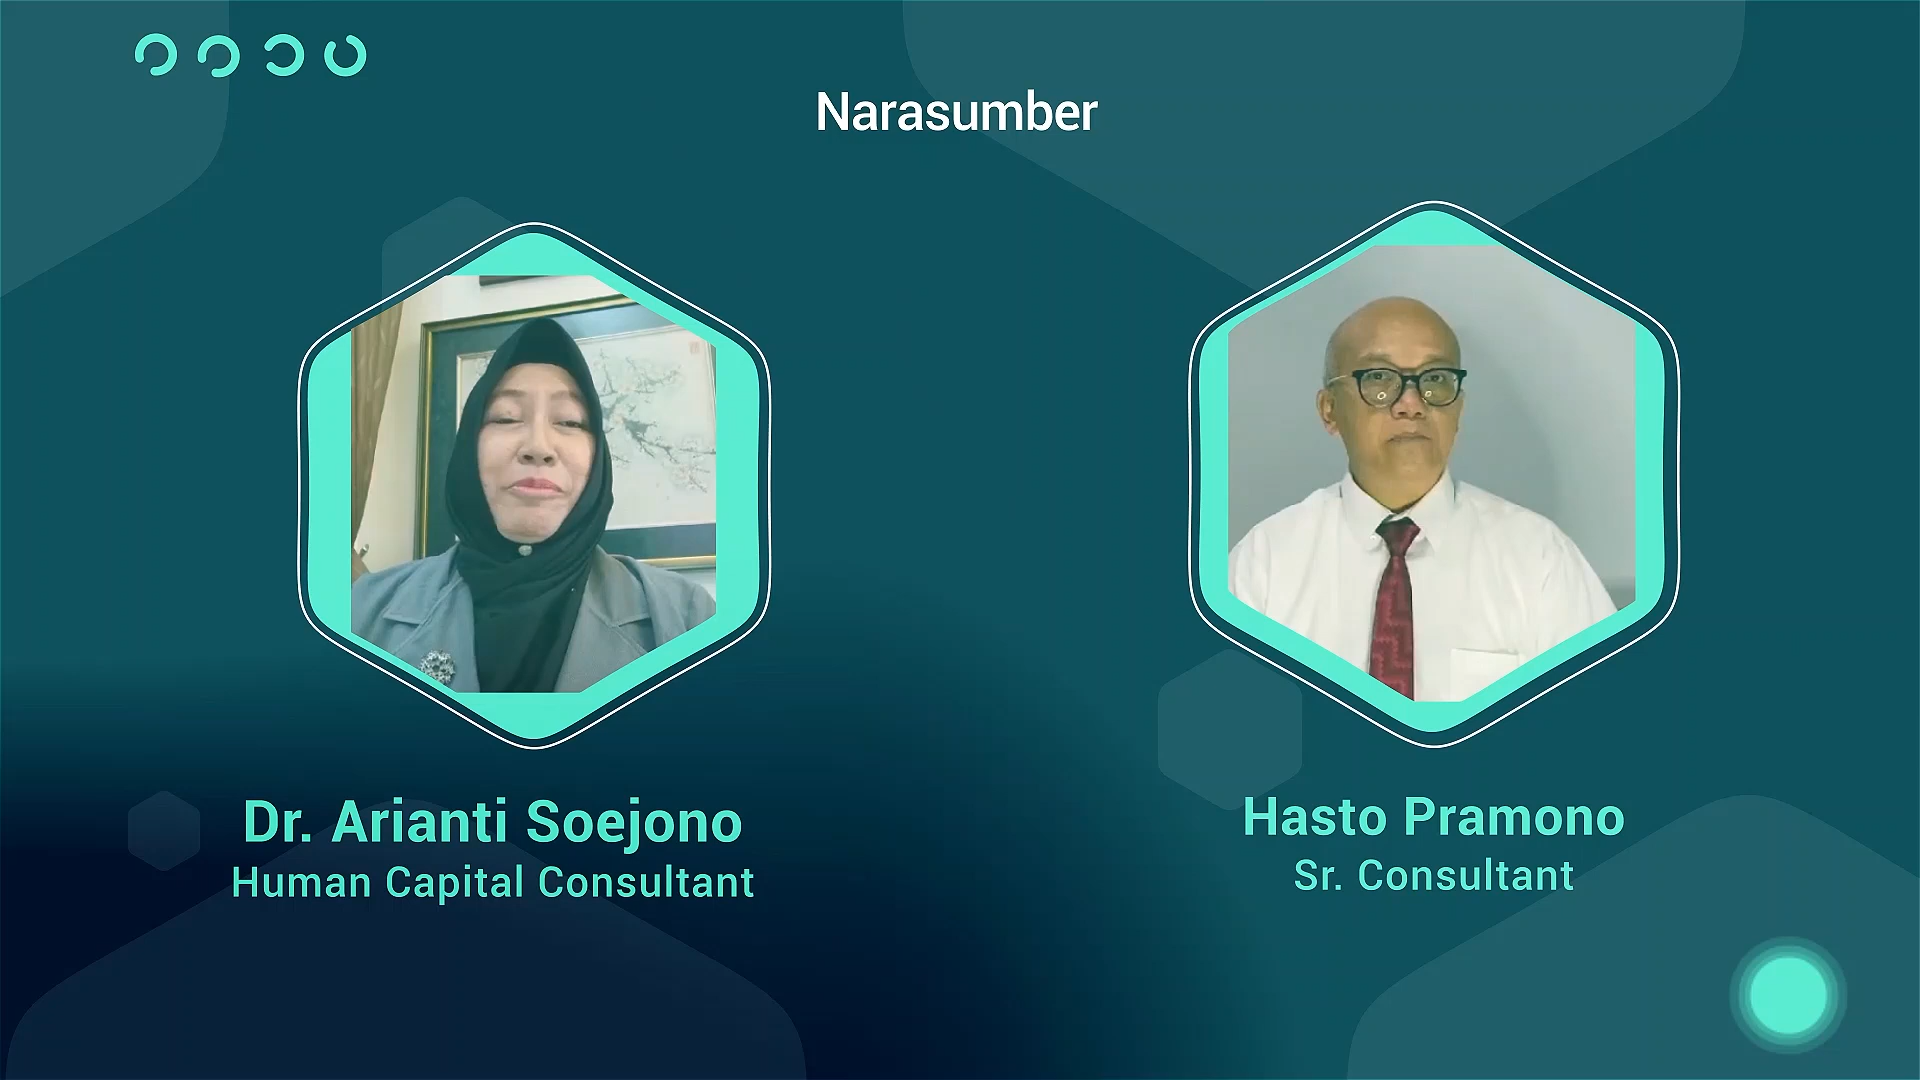 Narasumber
Dr. Arianti Soejono
Human Capital Consultant
Hasto Pramono
Sr. Consultant